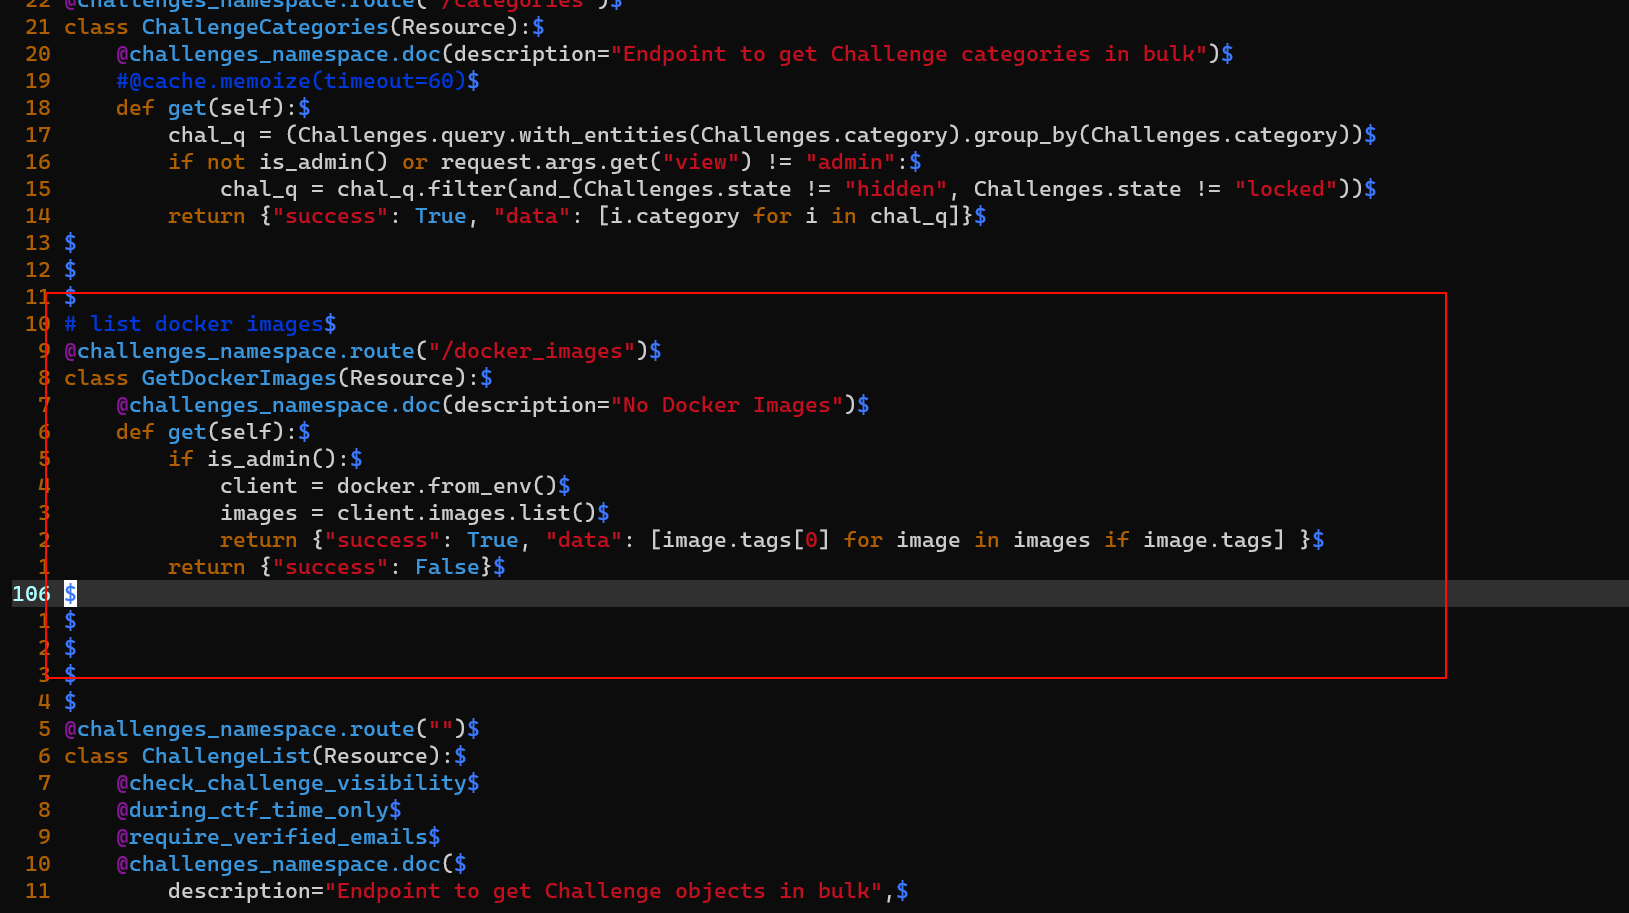 22 @challenges_namespace.route("/categories")$
21 class ChallengeCategories(Resource):$
20     @challenges_namespace.doc(description="Endpoint to get Challenge categories in bulk")$
19     #@cache.memoize(timeout=60)$
18     def get(self):$
17         chal_q = (Challenges.query.with_entities(Challenges.category).group_by(Challenges.category))$
16         if not is_admin() or request.args.get("view") != "admin":$
15             chal_q = chal_q.filter(and_(Challenges.state != "hidden", Challenges.state != "locked"))$
14         return {"success": True, "data": [i.category for i in chal_q]}$
13 $
12 $
11 $
10 # list docker images$
9 @challenges_namespace.route("/docker_images")$
8 class GetDockerImages(Resource):$
7     @challenges_namespace.doc(description="No Docker Images")$
6     def get(self):$
5         if is_admin():$
4             client = docker.from_env()$
3             images = client.images.list()$
2             return {"success": True, "data": [image.tags[0] for image in images if image.tags] }$
1         return {"success": False}$
106 $
1 $
2 $
3 $
4 $
5 @challenges_namespace.route("")$
6 class ChallengeList(Resource):$
7     @check_challenge_visibility$
8     @during_ctf_time_only$
9     @require_verified_emails$
10     @challenges_namespace.doc($
11         description="Endpoint to get Challenge objects in bulk",$